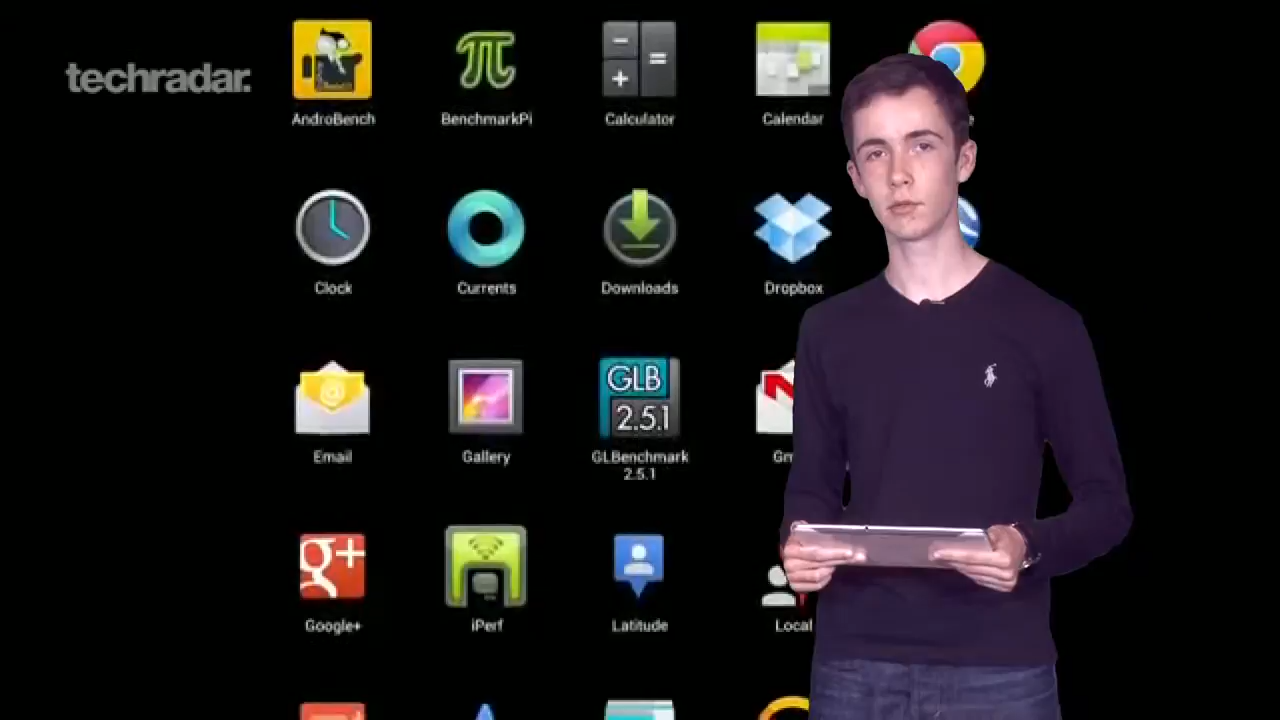 techradar.
AndroBench
BenchmarkPi
Calculator
Calendar
e
Clock
Currents
Downloads
Dropbox
Email
Gallery
GLB
2.5.1
GLBenchmark
2.5.1
Gm
g+
Google+
iPerf
Latitude
Local